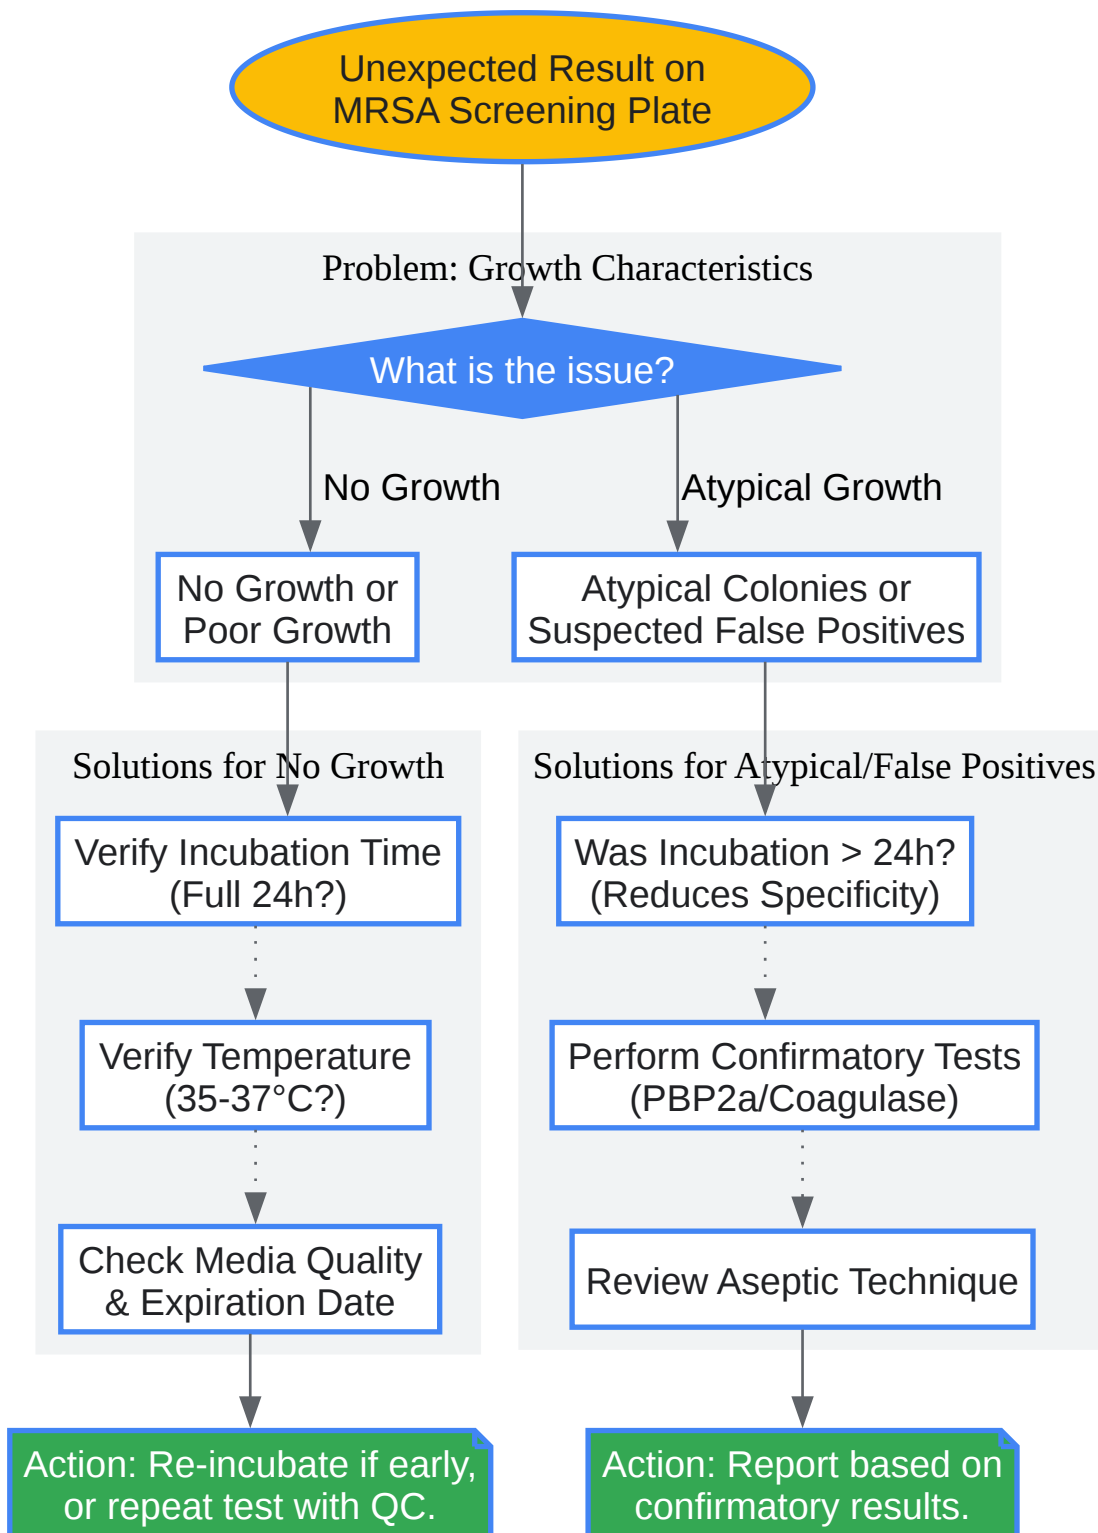 Unexpected Result on
MRSA Screening Plate
Problem: Growth Characteristics
What is the issue?
No Growth
Atypical Growth
No Growth or
Poor Growth
Atypical Colonies or
Suspected False Positives
Solutions for No Growth
Verify Incubation Time
(Full 24h?)
Verify Temperature
(35-37°C?)
Check Media Quality
& Expiration Date
Action: Re-incubate if early,
or repeat test with QC.
Solutions for Atypical/False Positives
Was Incubation > 24h?
(Reduces Specificity)
Perform Confirmatory Tests
(PBP2a/Coagulase)
Review Aseptic Technique
Action: Report based on
confirmatory results.